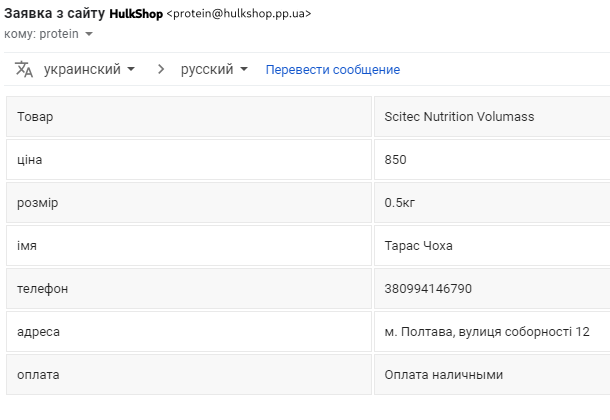 Заявка з сайту HulkShop <protein@hulkshop.pp.ua>
кому: protein
украинский > русский Перевести сообщение
Товар Scitec Nutrition Volumass
ціна 850
розмір 0.5кг
імя Тарас Чоха
телефон 380994146790
адреса м. Полтава, вулиця соборності 12
оплата Оплата наличными